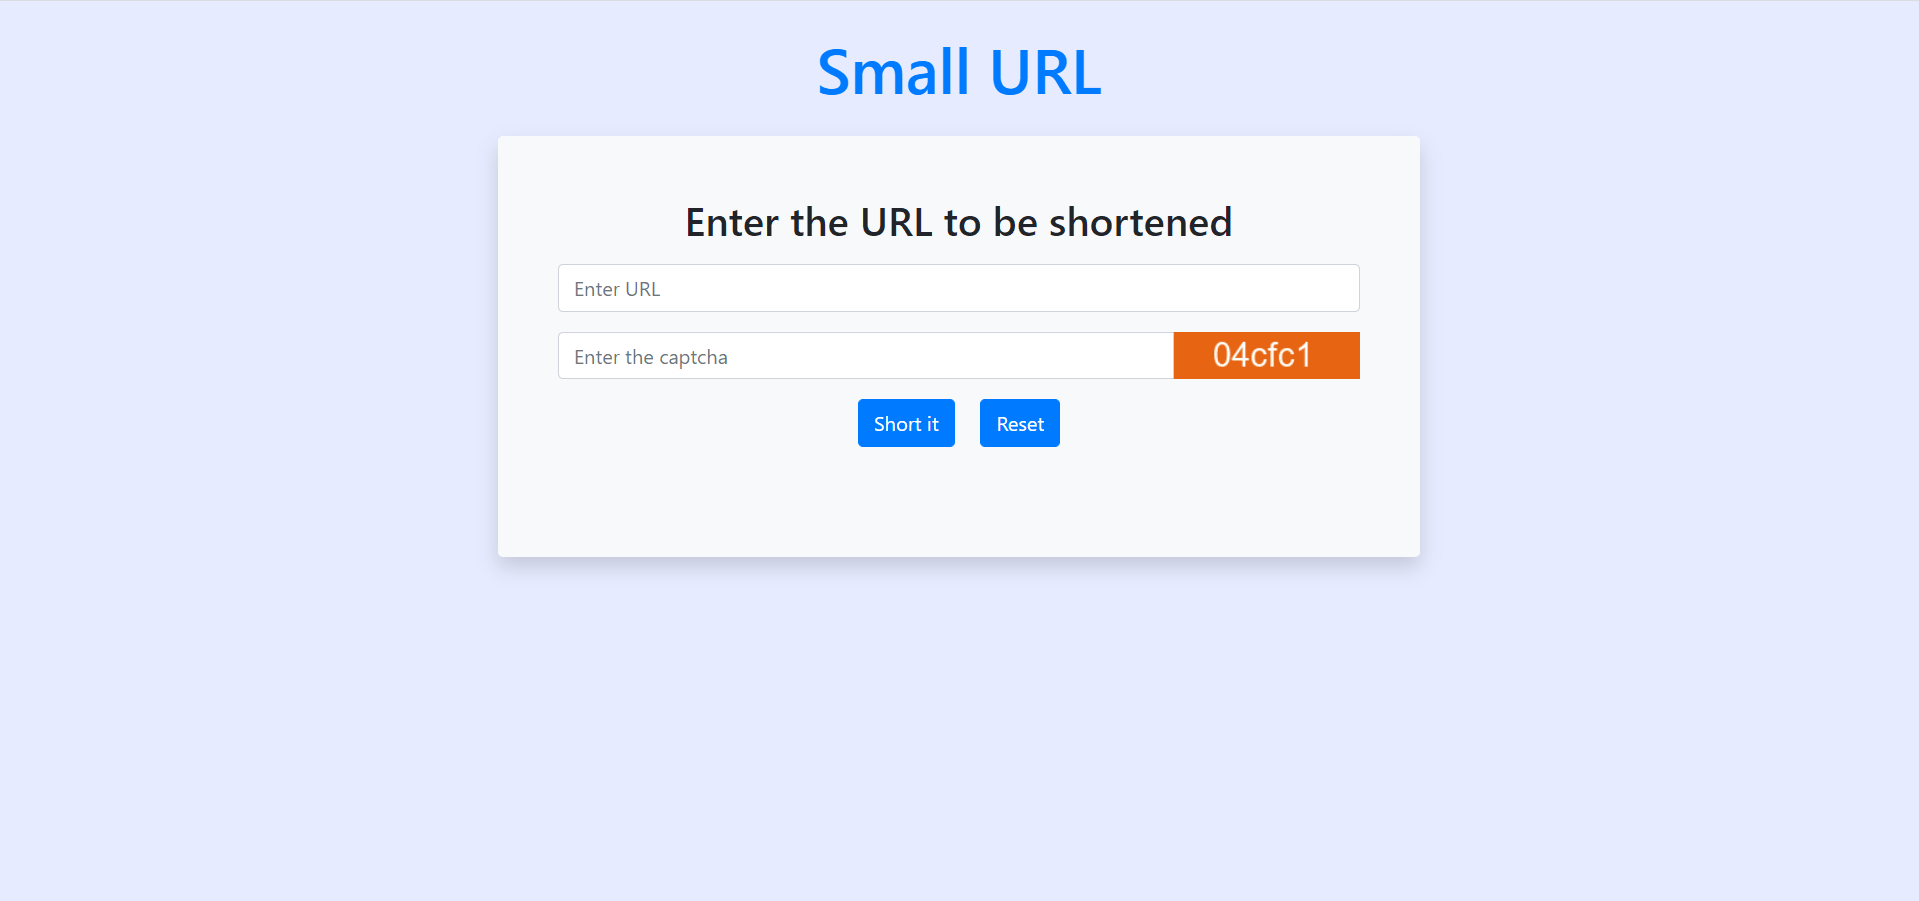 Small URL
Enter the URL to be shortened
Enter URL
Enter the captcha
04cfc1
Short it
Reset